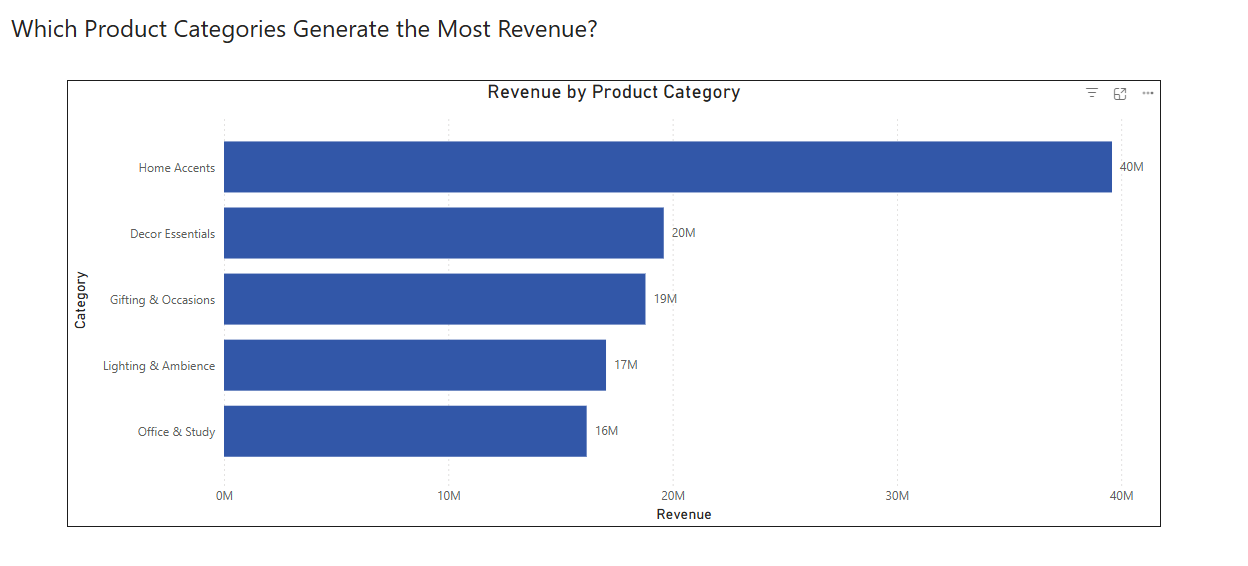 Which Product Categories Generate the Most Revenue?
Revenue by Product Category
Home Accents 40M
Decor Essentials 20M
Gifting & Occasions 19M
Lighting & Ambience 17M
Office & Study 16M
Category
0M 10M 20M 30M 40M
Revenue